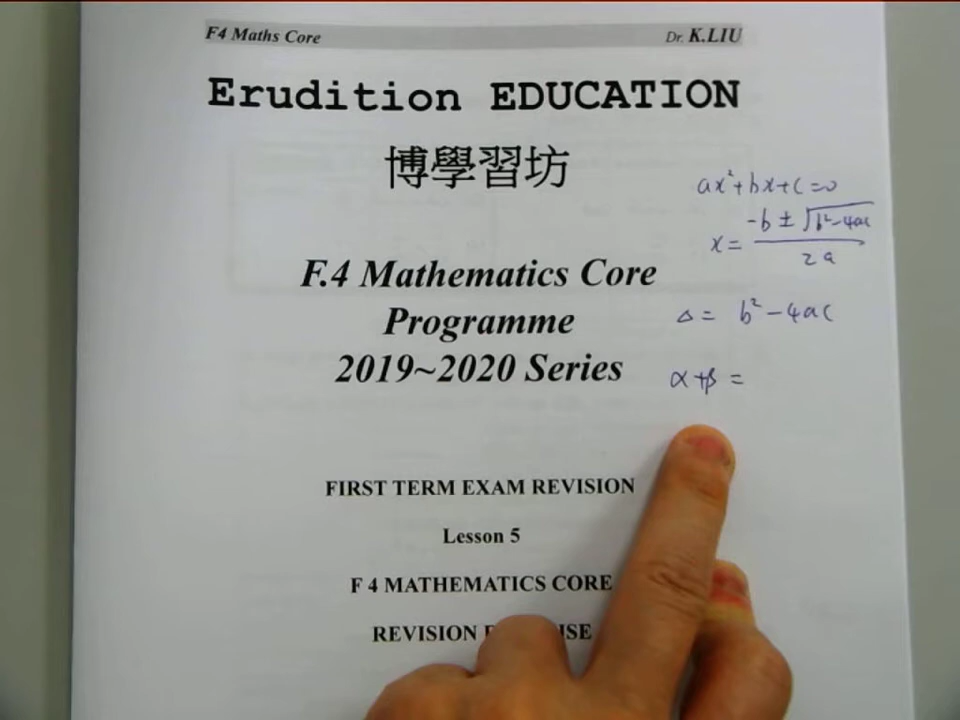 F4 Maths Core
Dr. K.LIU
Erudition EDUCATION
博學習坊
ax²+bx+c=0
x = (-b ± √(b²-4ac)) / 2a
F.4 Mathematics Core
Programme
2019~2020 Series
Δ = b²-4ac
α+β =
FIRST TERM EXAM REVISION
Lesson 5
F 4 MATHEMATICS CORE
REVISION